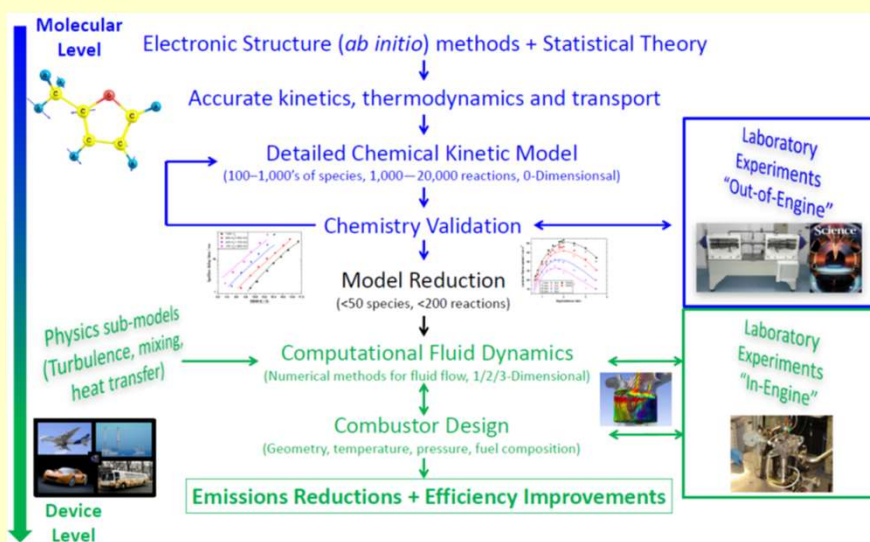 Molecular
Level
Electronic Structure (ab initio) methods + Statistical Theory
Accurate kinetics, thermodynamics and transport
Detailed Chemical Kinetic Model
(100–1,000's of species, 1,000—20,000 reactions, 0-Dimensionsal)
Chemistry Validation
Laboratory
Experiments
"Out-of-Engine"
Science
Model Reduction
(<50 species, <200 reactions)
Physics sub-models
(Turbulence, mixing,
heat transfer)
Computational Fluid Dynamics
(Numerical methods for fluid flow, 1/2/3-Dimensional)
Laboratory
Experiments
"In-Engine"
Combustor Design
(Geometry, temperature, pressure, fuel composition)
Emissions Reductions + Efficiency Improvements
Device
Level